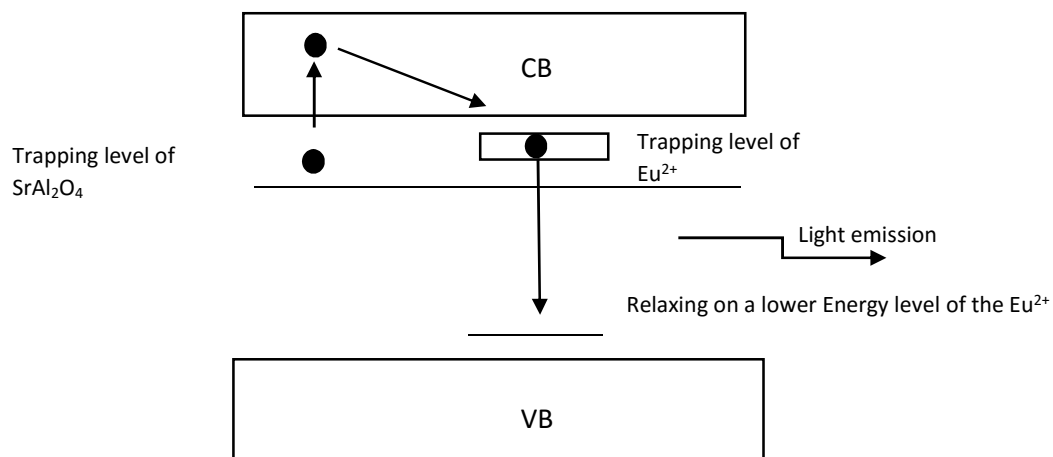 CB
Trapping level of
SrAl₂O₄
Trapping level of
Eu²⁺
Light emission
Relaxing on a lower Energy level of the Eu²⁺
VB